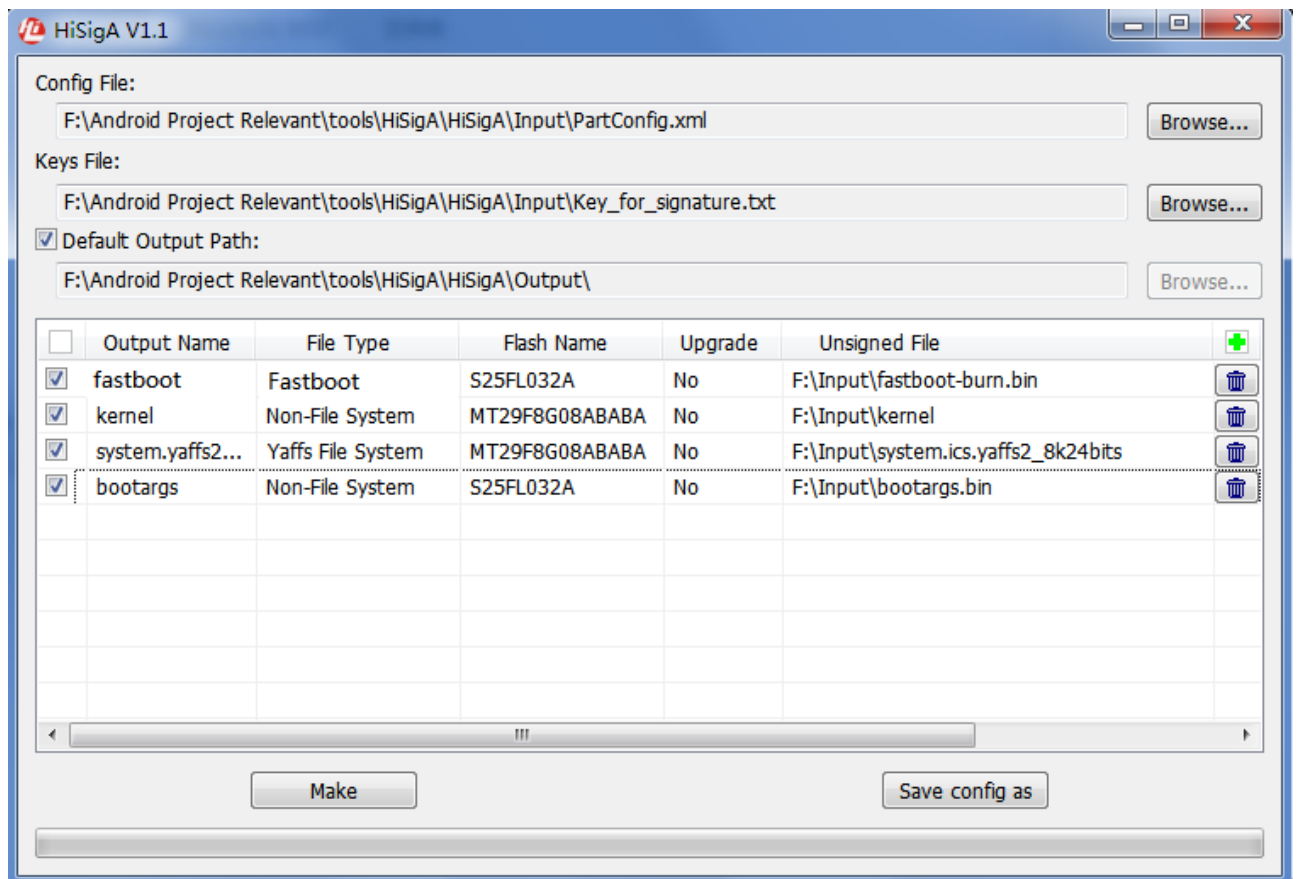 HiSigA V1.1
Config File:
F:\Android Project Relevant\tools\HiSigA\HiSigA\Input\PartConfig.xml Browse...
Keys File:
F:\Android Project Relevant\tools\HiSigA\HiSigA\Input\Key_for_signature.txt Browse...
Default Output Path:
F:\Android Project Relevant\tools\HiSigA\HiSigA\Output\ Browse...
Output Name File Type Flash Name Upgrade Unsigned File
fastboot Fastboot S25FL032A No F:\Input\fastboot-burn.bin
kernel Non-File System MT29F8G08ABABA No F:\Input\kernel
system.yaffs2... Yaffs File System MT29F8G08ABABA No F:\Input\system.ics.yaffs2_8k24bits
bootargs Non-File System S25FL032A No F:\Input\bootargs.bin
Make Save config as